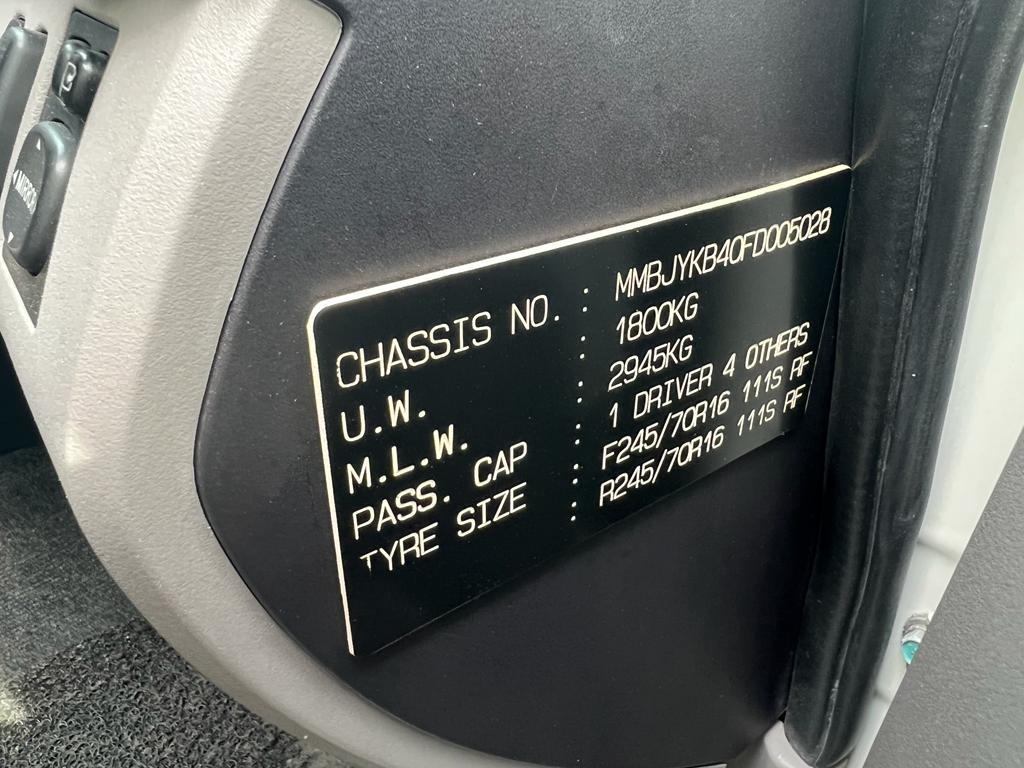 MIRROR
CHASSIS NO. : MMBJYKB40FD005028
U.W. : 1800KG
M.L.W. : 2945KG
PASS. CAP : 1 DRIVER 4 OTHERS
TYRE SIZE : F245/70R16 111S RF
: R245/70R16 111S RF